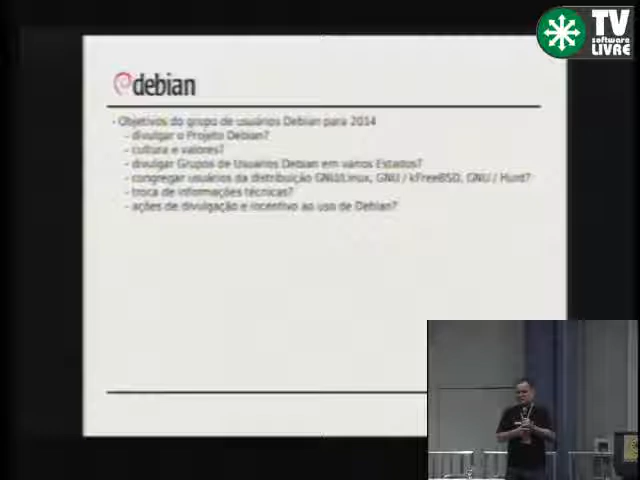 TV
software
LIVRE
debian
- Objetivos do grupo de usuários Debian para 2014
- divulgar o Projeto Debian?
- cultura e valores?
- divulgar Grupos de Usuários Debian em vários Estados?
- congregar usuários da distribuição GNU/Linux, GNU / kFreeBSD, GNU / Hurd?
- troca de informações técnicas?
- ações de divulgação e incentivo ao uso de Debian?